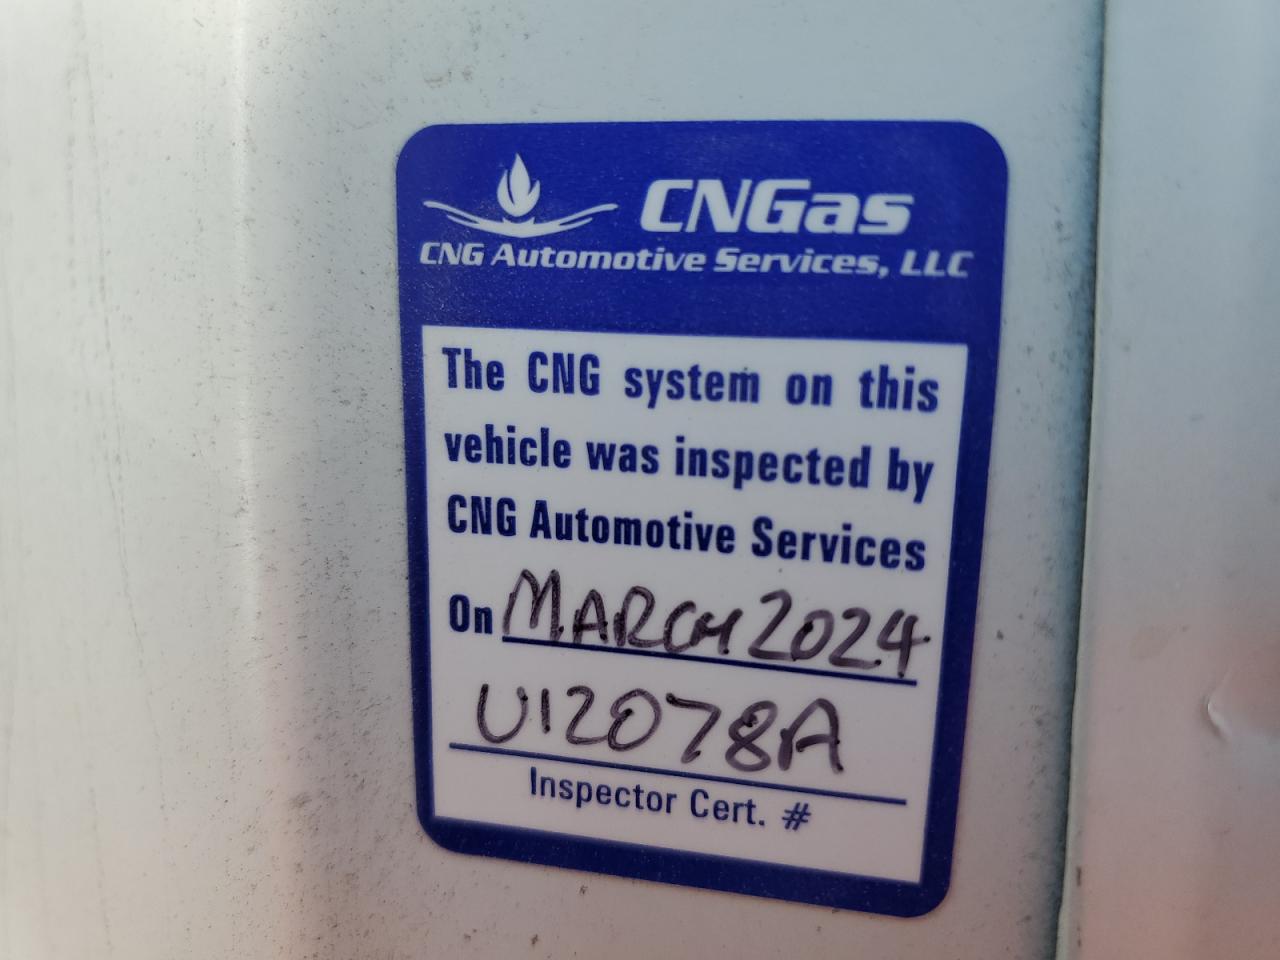 CNGas
CNG Automotive Services, LLC
The CNG system on this
vehicle was inspected by
CNG Automotive Services
On MARCH 2024
U12078A
Inspector Cert. #